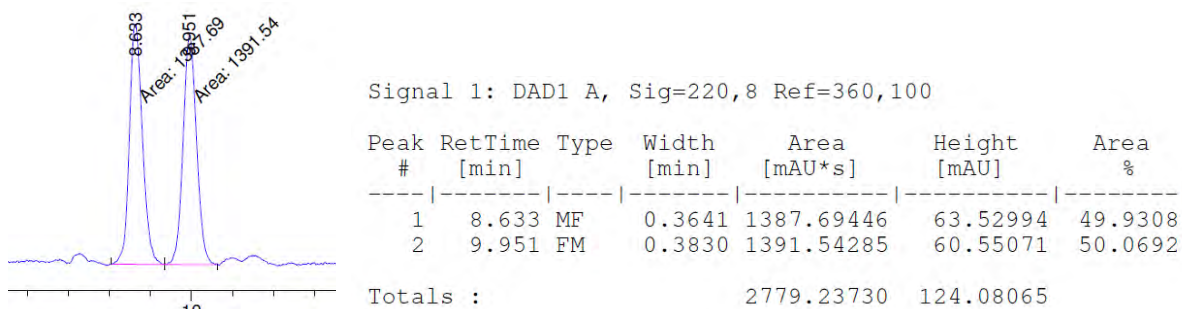 8.633
Area: 1387.69
9.951
Area: 1391.54
10
Signal 1: DAD1 A, Sig=220,8 Ref=360,100
Peak RetTime Type Width Area Height Area
# [min] [min] [mAU*s] [mAU] %
----|-------|----|-------|----------|----------|--------
1 8.633 MF 0.3641 1387.69446 63.52994 49.9308
2 9.951 FM 0.3830 1391.54285 60.55071 50.0692
Totals : 2779.23730 124.08065